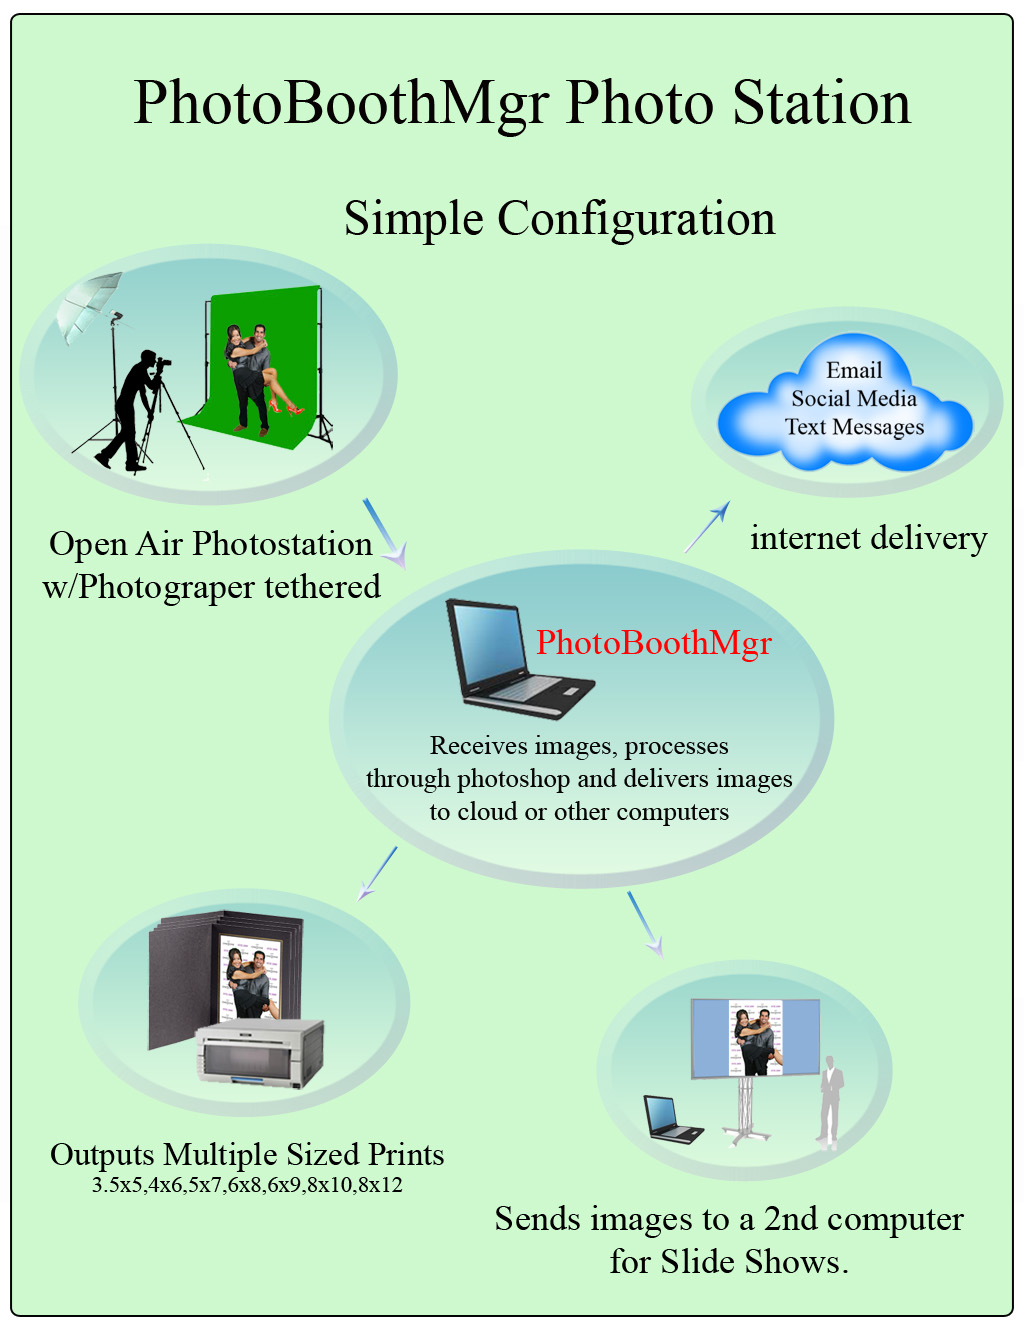 PhotoBoothMgr Photo Station
Simple Configuration
Email
Social Media
Text Messages
internet delivery
Open Air Photostation
w/Photograper tethered
PhotoBoothMgr
Receives images, processes
through photoshop and delivers images
to cloud or other computers
Outputs Multiple Sized Prints
3.5x5,4x6,5x7,6x8,6x9,8x10,8x12
Sends images to a 2nd computer
for Slide Shows.